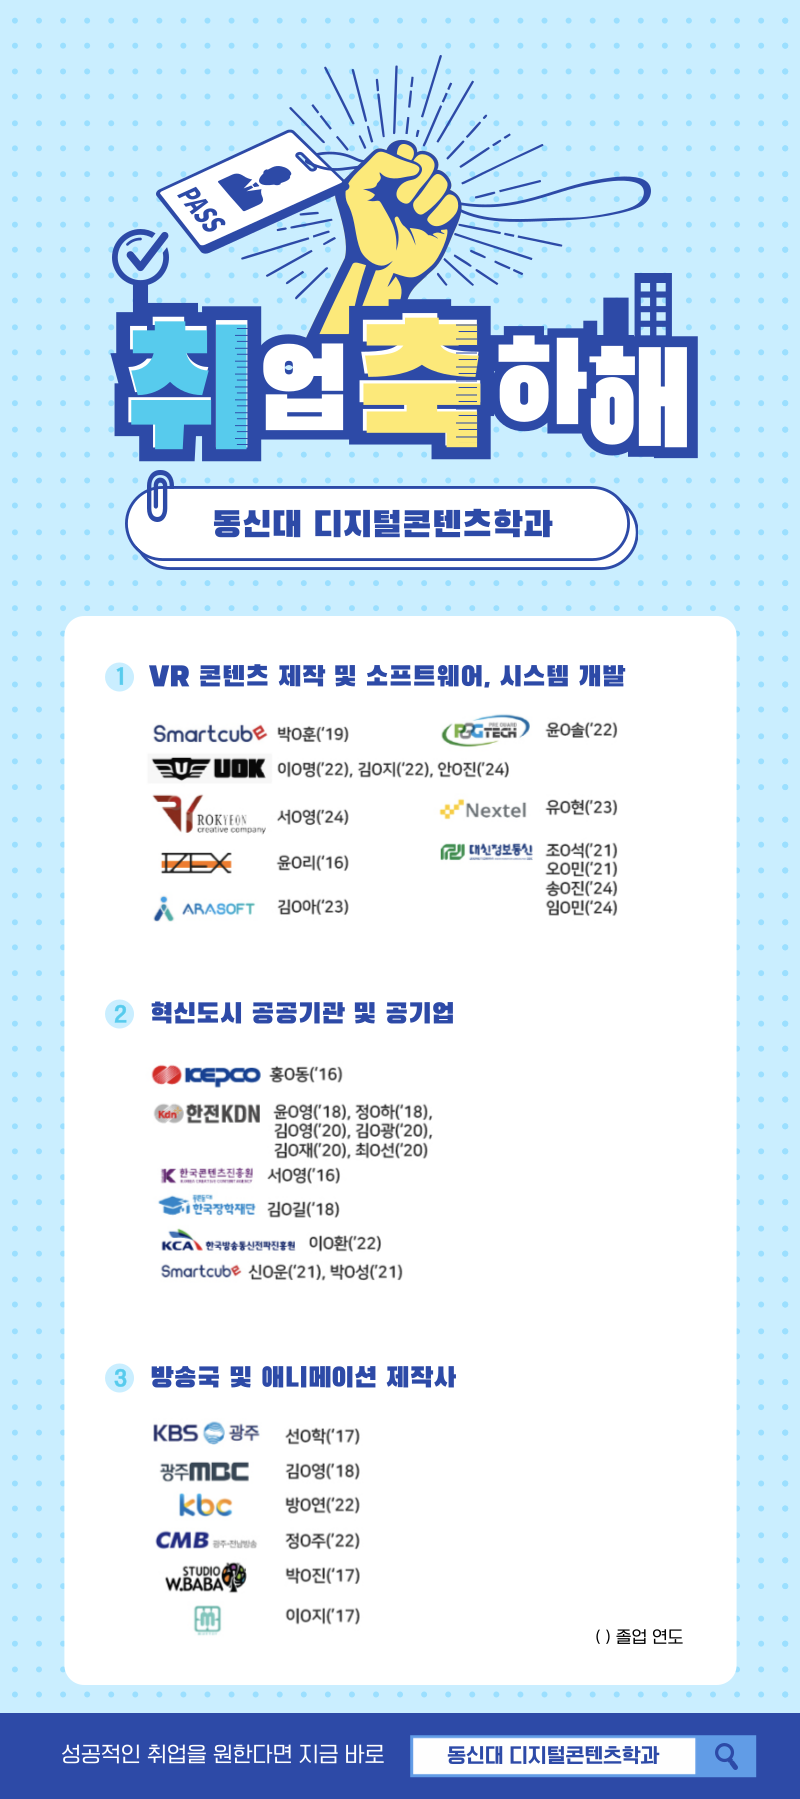 PASS
취업축하해
동신대 디지털콘텐츠학과
1 VR 콘텐츠 제작 및 소프트웨어, 시스템 개발
Smartcube 박O훈('19)
TECH 윤O솔('22)
UOK 이O명('22), 김O지('22), 안O진('24)
ROKYEON
creative company
서O영('24)
Nextel 유O현('23)
IZEX 윤O리('16)
대신정보통신 조O석('21)
오O민('21)
송O진('24)
임O민('24)
ARASOFT 김O아('23)
2 혁신도시 공공기관 및 공기업
KEPCO 홍O동('16)
Kdn 한전KDN 윤O영('18), 정O하('18),
김O영('20), 김O광('20),
김O재('20), 최O선('20)
한국콘텐츠진흥원 서O영('16)
한국장학재단 김O길('18)
KCA 한국방송통신전파진흥원 이O환('22)
Smartcube 신O운('21), 박O성('21)
3 방송국 및 애니메이션 제작사
KBS 광주 선O학('17)
광주MBC 김O영('18)
kbc 방O연('22)
CMB 광주·전남방송 정O주('22)
STUDIO
W.BABA 박O진('17)
이O지('17)
( ) 졸업 연도
성공적인 취업을 원한다면 지금 바로 동신대 디지털콘텐츠학과